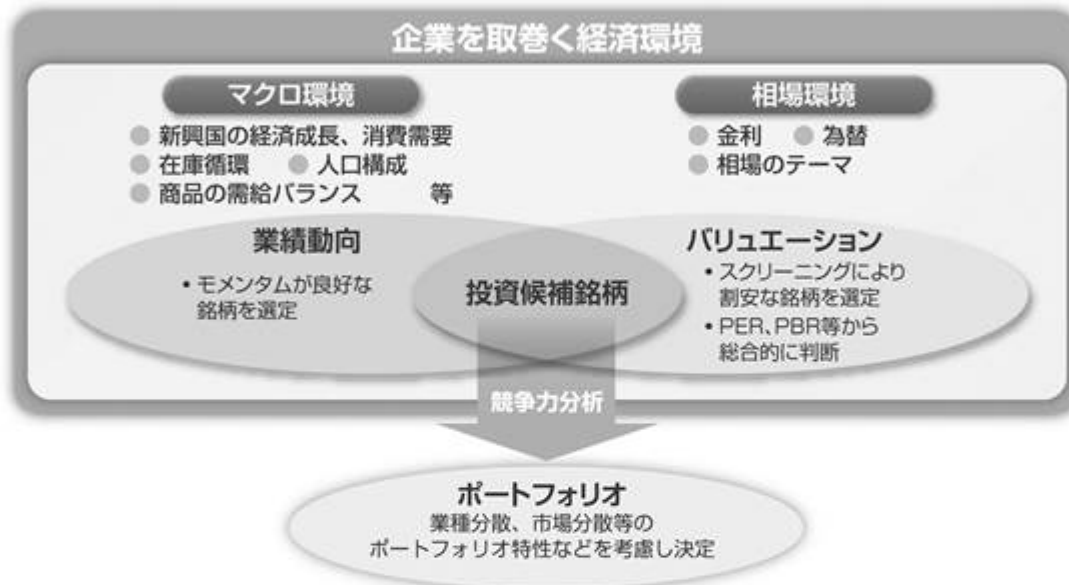 企業を取巻く経済環境
マクロ環境
● 新興国の経済成長、消費需要
● 在庫循環 ● 人口構成
● 商品の需給バランス 等
相場環境
● 金利 ● 為替
● 相場のテーマ
業績動向
・モメンタムが良好な
銘柄を選定
投資候補銘柄
バリュエーション
・スクリーニングにより
割安な銘柄を選定
・PER、PBR等から
総合的に判断
競争力分析
ポートフォリオ
業種分散、市場分散等の
ポートフォリオ特性などを考慮し決定